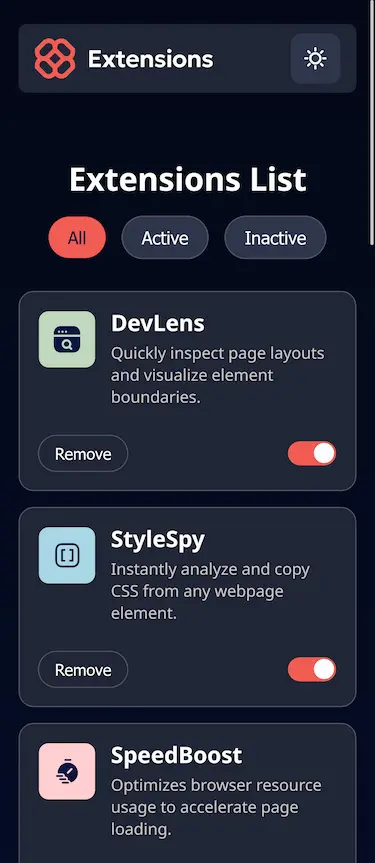 Extensions
Extensions List
All
Active
Inactive
DevLens
Quickly inspect page layouts
and visualize element
boundaries.
Remove
StyleSpy
Instantly analyze and copy
CSS from any webpage
element.
Remove
SpeedBoost
Optimizes browser resource
usage to accelerate page
loading.